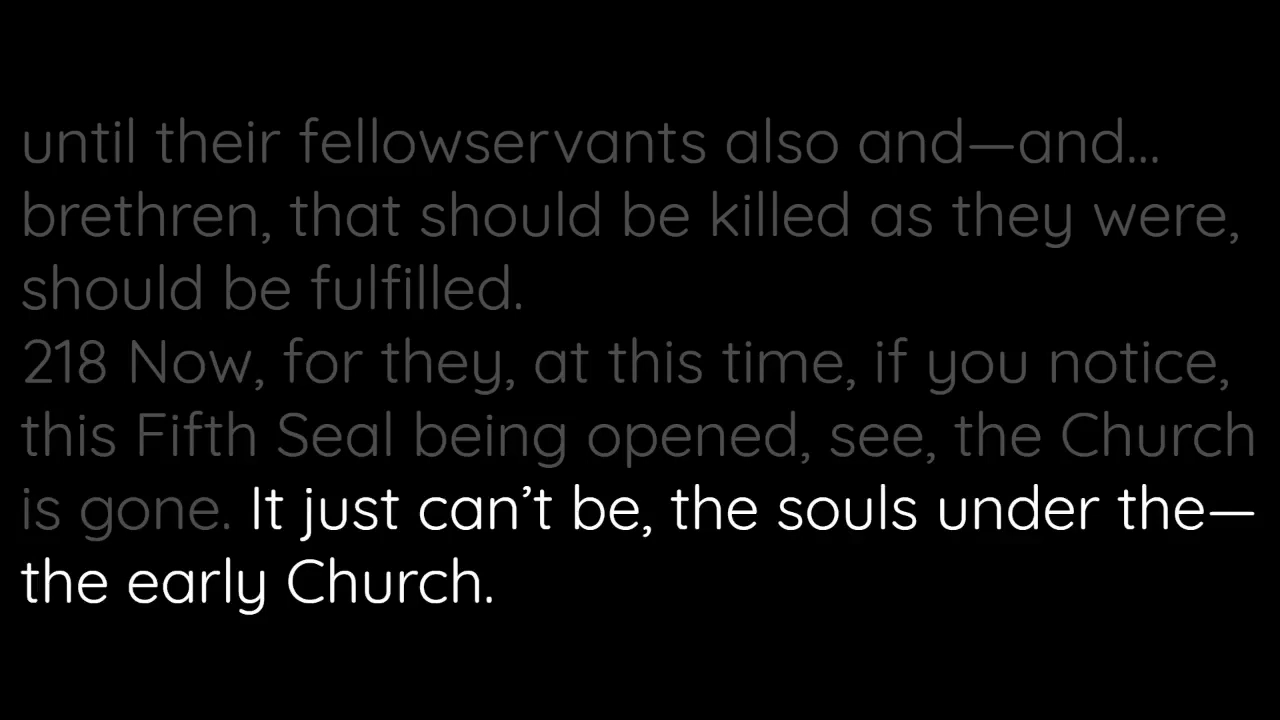 until their fellowservants also and—and...
brethren, that should be killed as they were,
should be fulfilled.
218 Now, for they, at this time, if you notice,
this Fifth Seal being opened, see, the Church
is gone. It just can’t be, the souls under the—
the early Church.